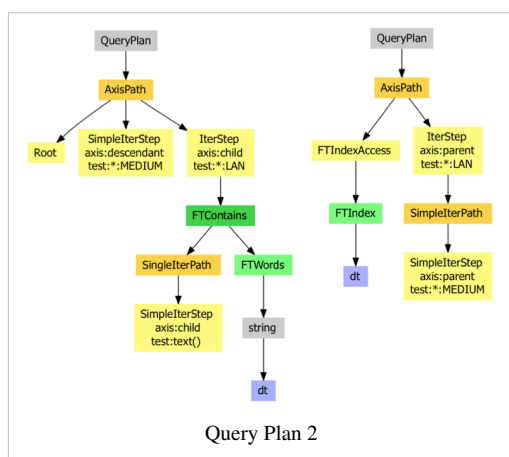 QueryPlan
AxisPath
Root
SimpleIterStep
axis:descendant
test:*:MEDIUM
IterStep
axis:child
test:*:LAN
FTContains
SingleIterPath
FTWords
SimpleIterStep
axis:child
test:text()
string
dt
QueryPlan
AxisPath
FTIndexAccess
IterStep
axis:parent
test:*:LAN
FTIndex
SimpleIterPath
dt
SimpleIterStep
axis:parent
test:*:MEDIUM
Query Plan 2